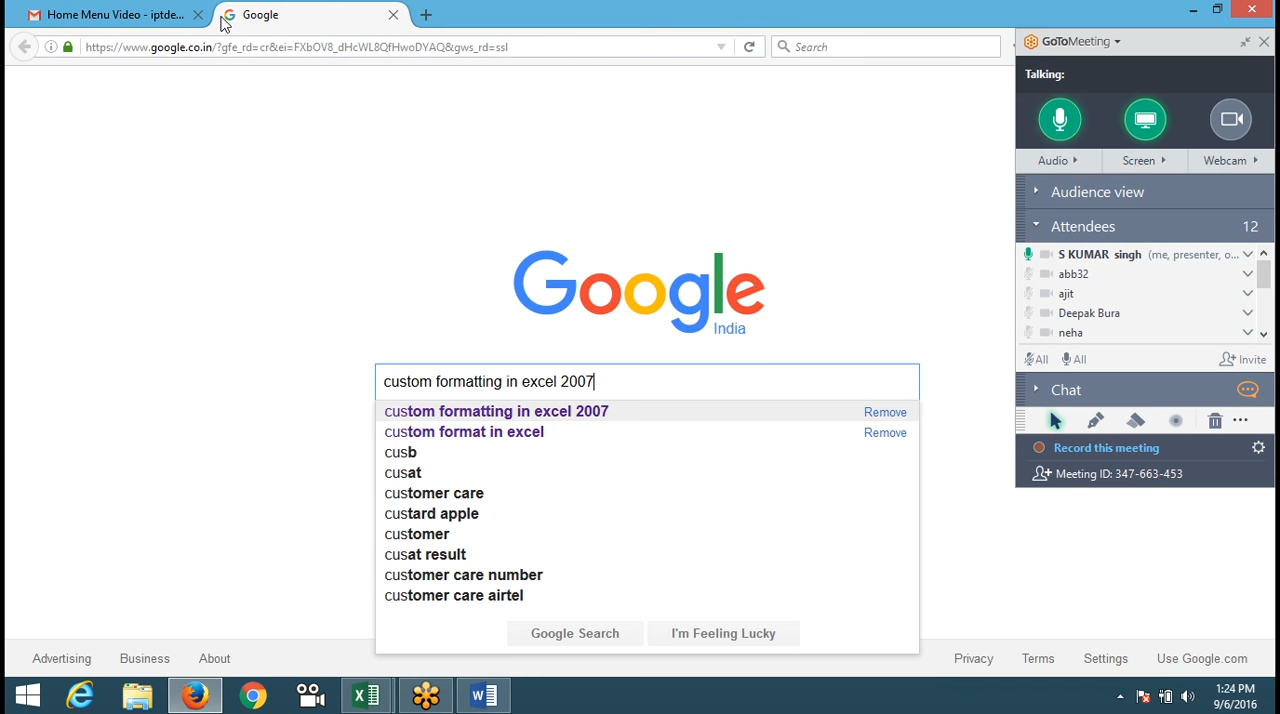 Home Menu Video - iptde...
Google
https://www.google.co.in/?gfe_rd=cr&ei=FXbOV8_dHcWL8QfHwoDYAQ&gws_rd=ssl
Search
GoToMeeting
Talking:
Audio
Screen
Webcam
Audience view
Attendees 12
S KUMAR singh (me, presenter, o...
abb32
ajit
Deepak Bura
neha
All
All
Invite
Chat
Record this meeting
Meeting ID: 347-663-453
Google
India
custom formatting in excel 2007
custom formatting in excel 2007 Remove
custom format in excel Remove
cusb
cusat
customer care
custard apple
customer
cusat result
customer care number
customer care airtel
Google Search
I'm Feeling Lucky
Advertising
Business
About
Privacy
Terms
Settings
Use Google.com
1:24 PM
9/6/2016